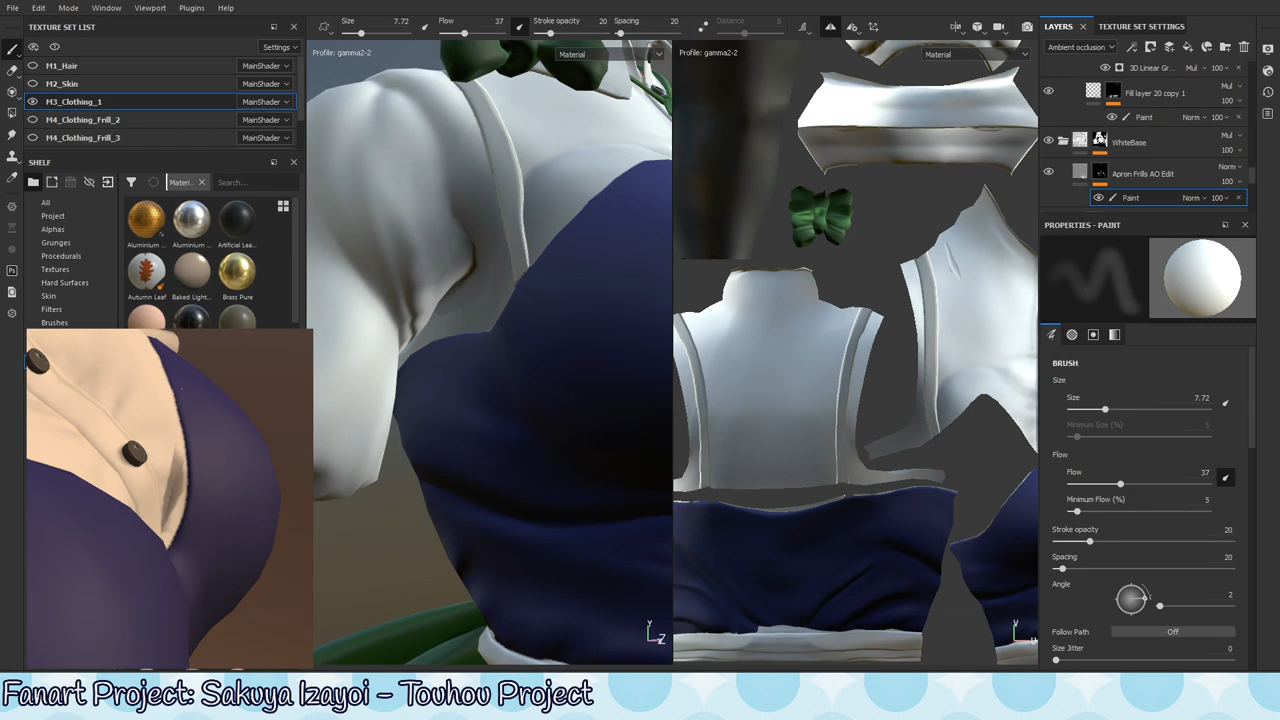 File Edit Mode Window Viewport Plugins Help
TEXTURE SET LIST
Size 7.72 Flow 37 Stroke opacity 20 Spacing 20 Distance 8
LAYERS TEXTURE SET SETTINGS
Settings
Profile: gamma2-2 Material
Profile: gamma2-2 Material
Ambient occlusion
M1_Hair MainShader
M2_Skin MainShader
M3_Clothing_1 MainShader
M4_Clothing_Frill_2 MainShader
M4_Clothing_Frill_3 MainShader
3D Linear Gr... Mul 100
Fill layer 20 copy 1 Mul 100
Paint Norm 100
WhiteBase Mul 100
Apron Frills AO Edit Norm 100
Paint Norm 100
SHELF
Materi... Search...
All
Project
Alphas
Grunges
Procedurals
Textures
Hard Surfaces
Skin
Filters
Brushes
Aluminium ... Aluminium ... Artificial Lea...
Autumn Leaf Baked Light... Brass Pure
PROPERTIES - PAINT
BRUSH
Size
Size 7.72
Minimum Size (%) 5
Flow
Flow 37
Minimum Flow (%) 5
Stroke opacity 20
Spacing 20
Angle
2
Follow Path Off
Size Jitter 0
Y
Z
Y
U
Fanart Project: Sakuya Izayoi - Touhou Project